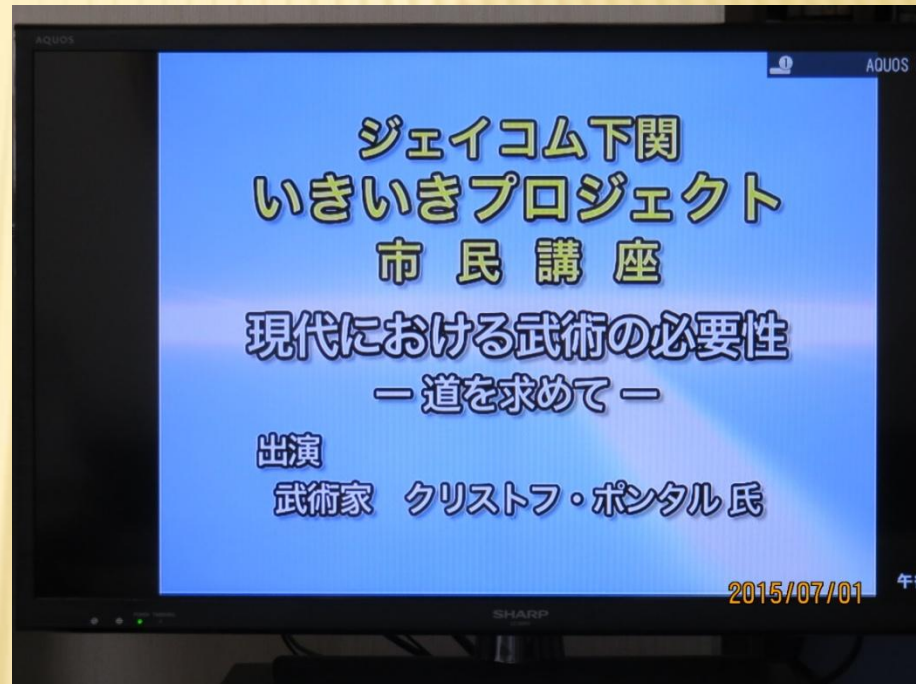 AQUOS
1 AQUOS
ジェイコム下関
いきいきプロジェクト
市民講座
現代における武術の必要性
― 道を求めて ―
出演
武術家 クリストフ・ポンタル 氏
2015/07/01
午
SHARP